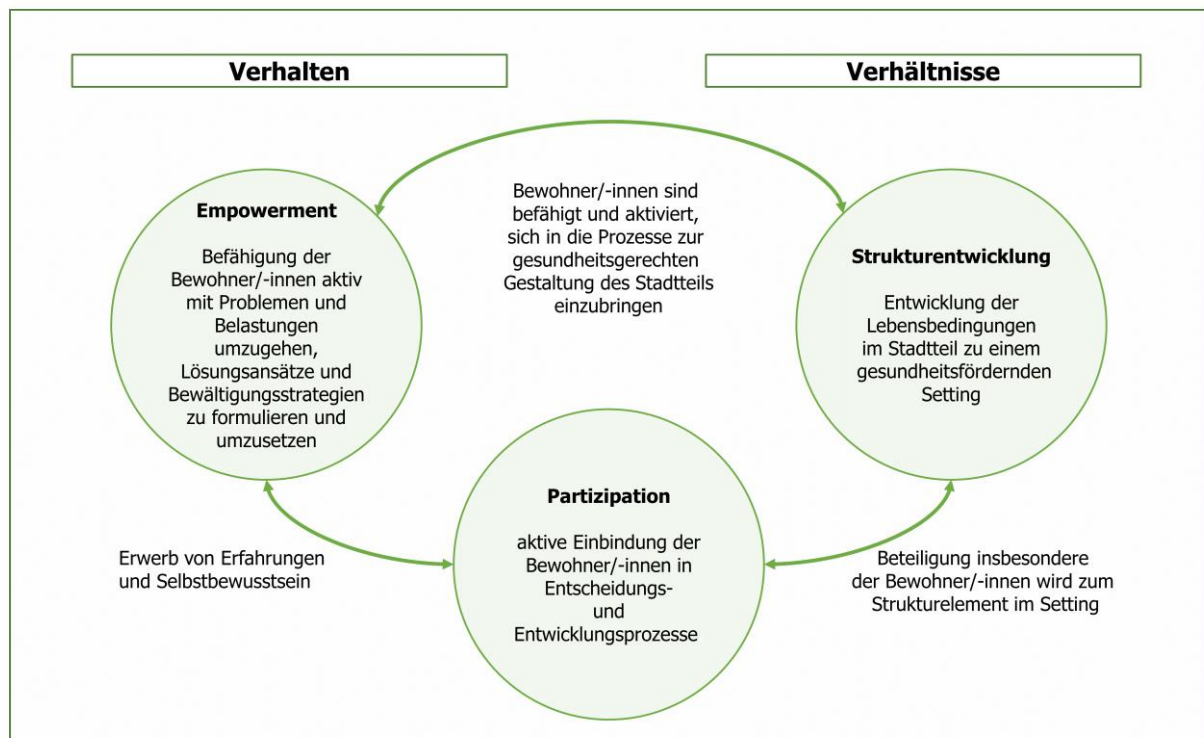 Verhalten
Verhältnisse
Empowerment
Befähigung der
Bewohner/-innen aktiv
mit Problemen und
Belastungen
umzugehen,
Lösungsansätze und
Bewältigungsstrategien
zu formulieren und
umzusetzen
Bewohner/-innen sind
befähigt und aktiviert,
sich in die Prozesse zur
gesundheitsgerechten
Gestaltung des Stadtteils
einzubringen
Strukturentwicklung
Entwicklung der
Lebensbedingungen
im Stadtteil zu einem
gesundheitsfördernden
Setting
Erwerb von Erfahrungen
und Selbstbewusstsein
Partizipation
aktive Einbindung der
Bewohner/-innen in
Entscheidungs-
und
Entwicklungsprozesse
Beteiligung insbesondere
der Bewohner/-innen wird zum
Strukturelement im Setting